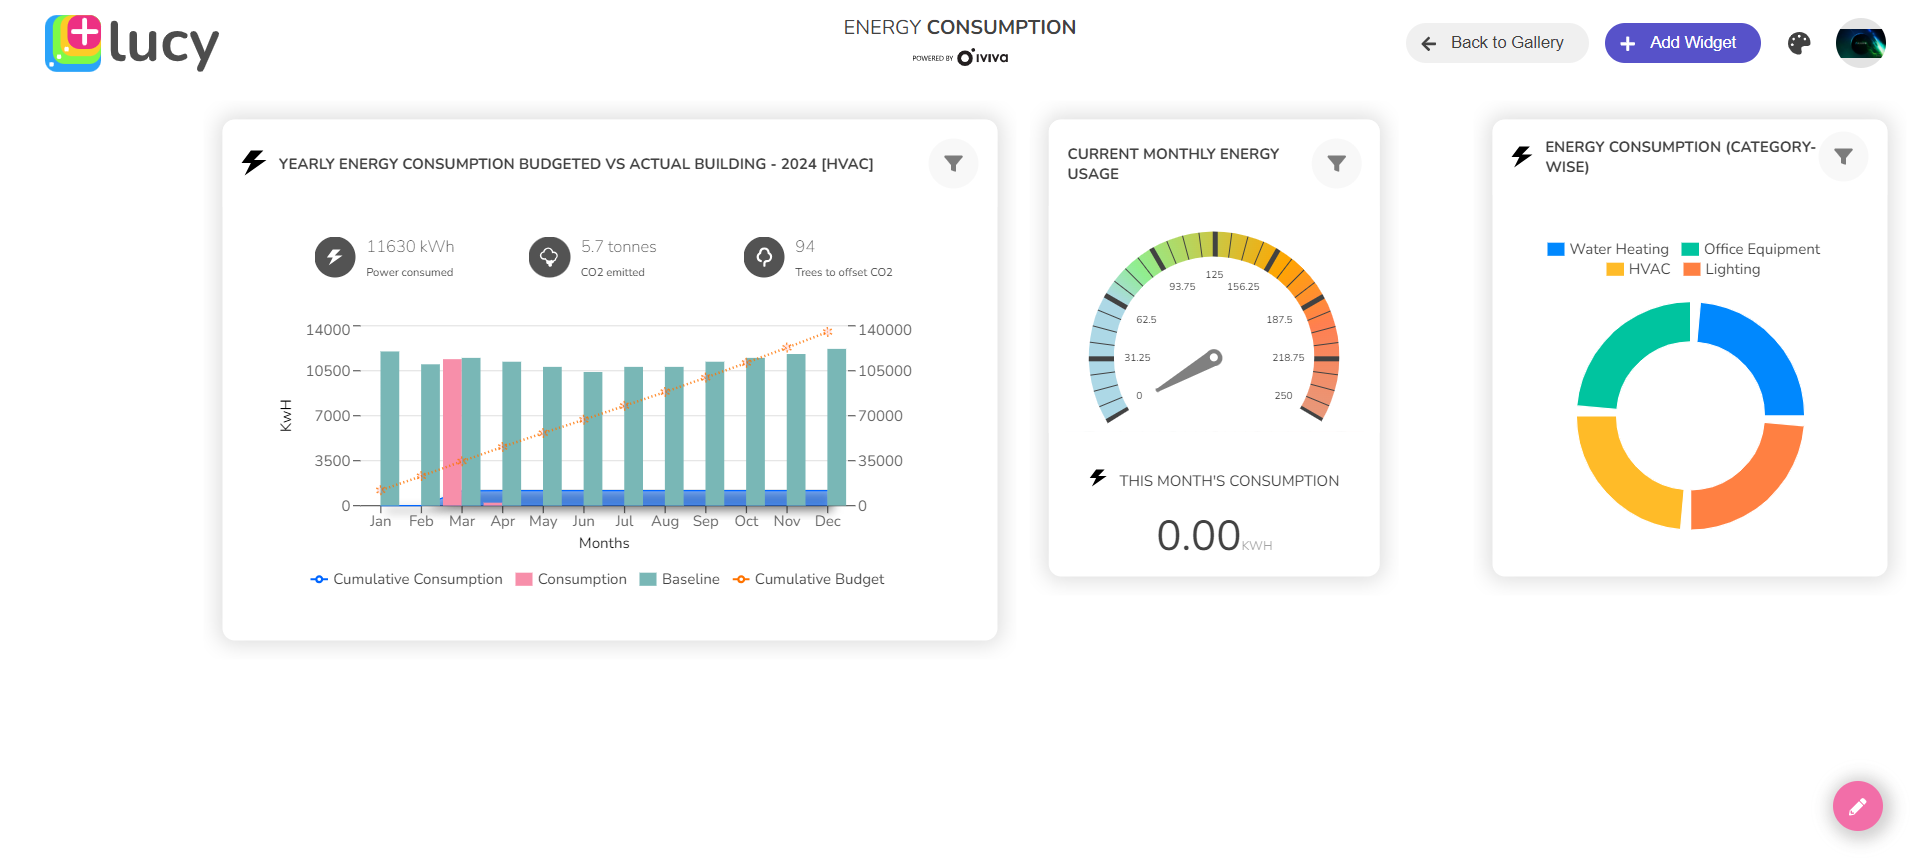 lucy
ENERGY CONSUMPTION
POWERED BY iviva
Back to Gallery
Add Widget
YEARLY ENERGY CONSUMPTION BUDGETED VS ACTUAL BUILDING - 2024 [HVAC]
11630 kWh
Power consumed
5.7 tonnes
CO2 emitted
94
Trees to offset CO2
14000
10500
7000
3500
0
KwH
140000
105000
70000
35000
0
Jan Feb Mar Apr May Jun Jul Aug Sep Oct Nov Dec
Months
Cumulative Consumption Consumption Baseline Cumulative Budget
CURRENT MONTHLY ENERGY
USAGE
0
31.25
62.5
93.75
125
156.25
187.5
218.75
250
THIS MONTH'S CONSUMPTION
0.00KWH
ENERGY CONSUMPTION (CATEGORY-
WISE)
Water Heating Office Equipment
HVAC Lighting